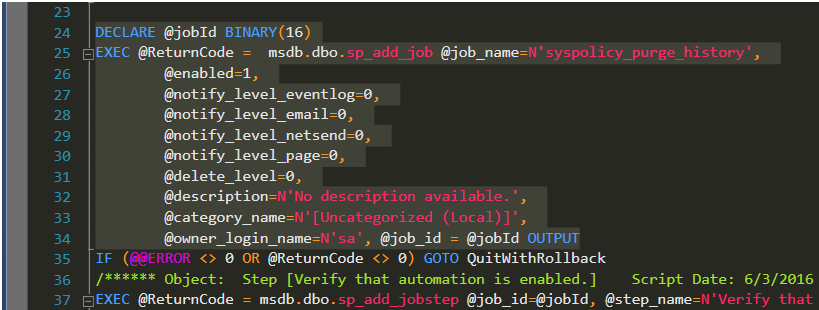 23
24 DECLARE @jobId BINARY(16)
25 EXEC @ReturnCode =  msdb.dbo.sp_add_job @job_name=N'syspolicy_purge_history',
26 @enabled=1,
27 @notify_level_eventlog=0,
28 @notify_level_email=0,
29 @notify_level_netsend=0,
30 @notify_level_page=0,
31 @delete_level=0,
32 @description=N'No description available.',
33 @category_name=N'[Uncategorized (Local)]',
34 @owner_login_name=N'sa', @job_id = @jobId OUTPUT
35 IF (@@ERROR <> 0 OR @ReturnCode <> 0) GOTO QuitWithRollback
36 /****** Object:  Step [Verify that automation is enabled.]    Script Date: 6/3/2016
37 EXEC @ReturnCode = msdb.dbo.sp_add_jobstep @job_id=@jobId, @step_name=N'Verify that